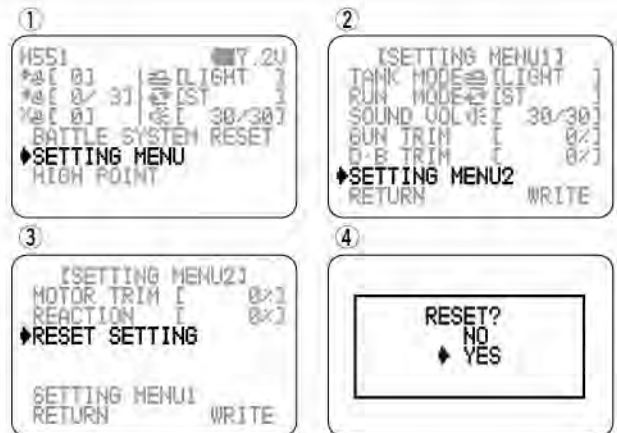 ①
H551 7.2V
*@[ 0] [LIGHT ]
*@[ 0/ 3] [ST ]
%@[ 0] [ 30/30]
BATTLE SYSTEM RESET
SETTING MENU
HIGH POINT
②
[SETTING MENU1]
TANK MODE [LIGHT ]
RUN MODE [ST ]
SOUND VOL [ 30/30]
GUN TRIM [ 0%]
D·B TRIM [ 0%]
SETTING MENU2
RETURN WRITE
③
[SETTING MENU2]
MOTOR TRIM [ 0%]
REACTION [ 0%]
RESET SETTING
SETTING MENU1
RETURN WRITE
④
RESET?
NO
YES